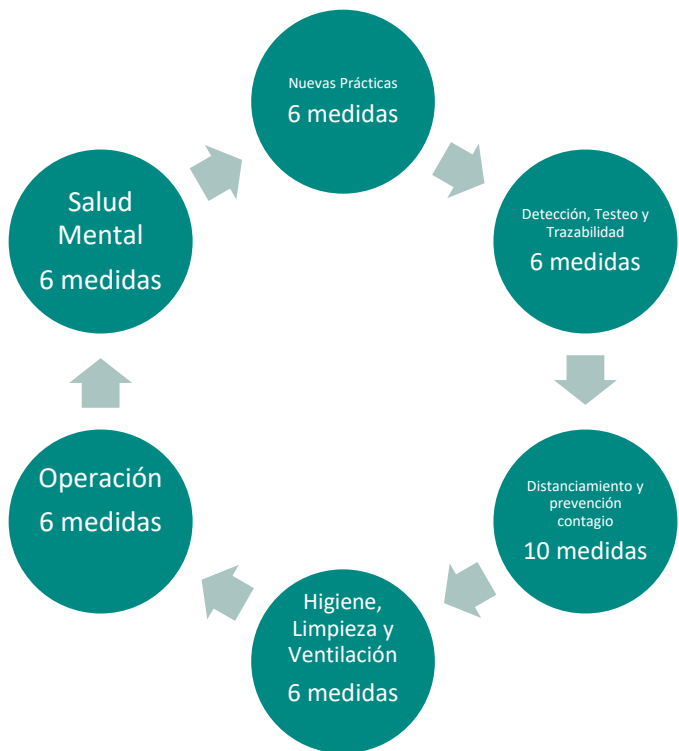 Nuevas Prácticas
6 medidas
Detección, Testeo y
Trazabilidad
6 medidas
Distanciamiento y
prevención
contagio
10 medidas
Higiene,
Limpieza y
Ventilación
6 medidas
Operación
6 medidas
Salud
Mental
6 medidas